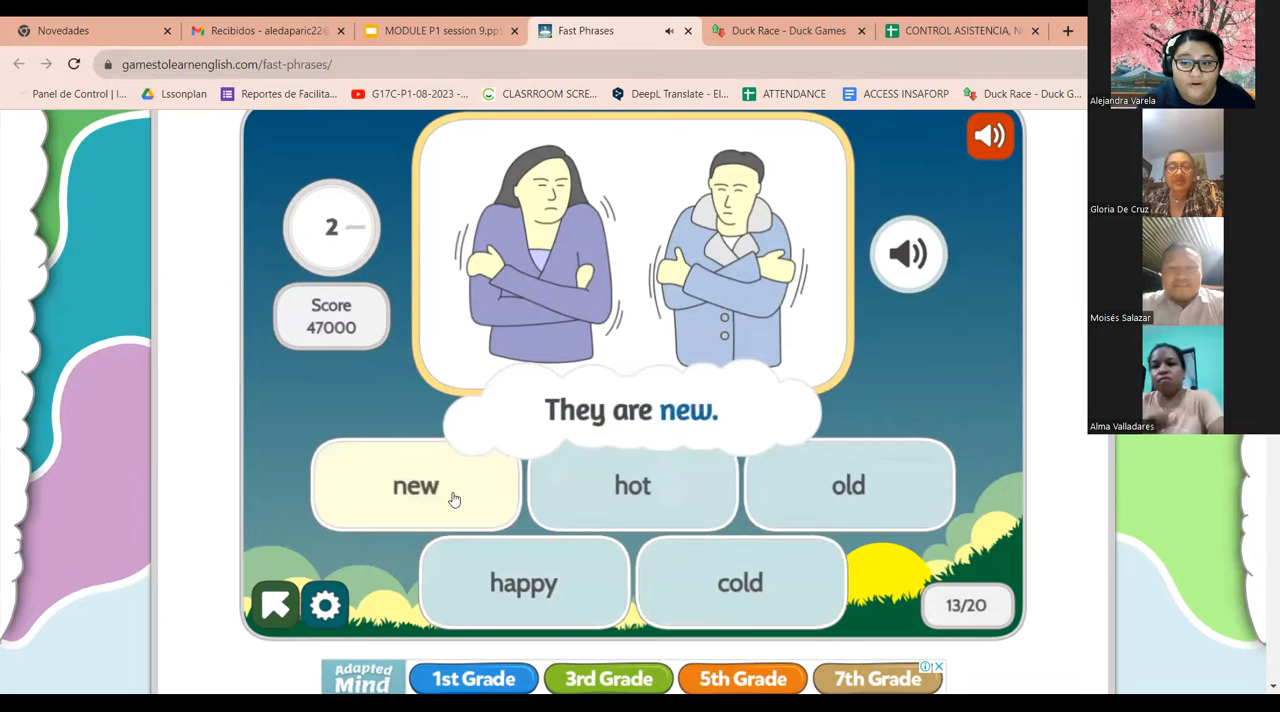 Novedades
Recibidos - aledaparic22@
MODULE P1 session 9.pp
Fast Phrases
Duck Race - Duck Games
CONTROL ASISTENCIA, N
gamestolearnenglish.com/fast-phrases/
Panel de Control | I...
Lssonplan
Reportes de Facilita...
G17C-P1-08-2023 -...
CLASSROOM SCRE...
DeepL Translate - El...
ATTENDANCE
ACCESS INSAFORP
Duck Race - Duck G...
Alejandra Varela
Gloria De Cruz
Moisés Salazar
Alma Valladares
2
Score
47000
They are new.
new
hot
old
happy
cold
13/20
Adapted
Mind
1st Grade
3rd Grade
5th Grade
7th Grade